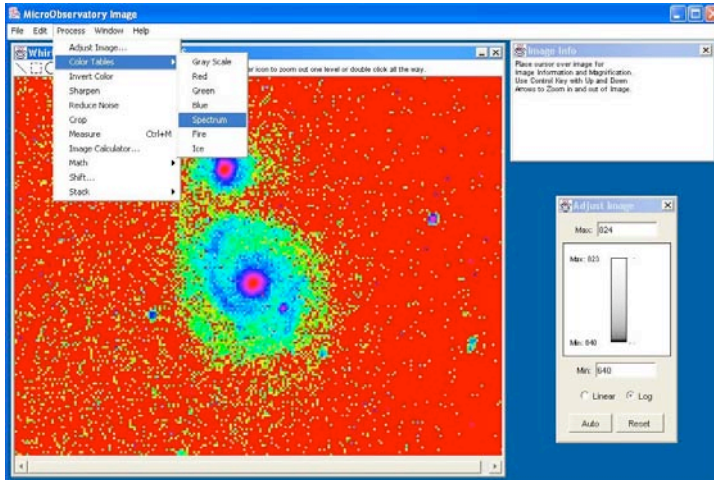 MicroObservatory Image
File Edit Process Window Help
Adjust Image...
Color Tables
Invert Color
Sharpen
Reduce Noise
Crop
Measure Ctrl+M
Image Calculator...
Math
Shift...
Stack
Gray Scale
Red
Green
Blue
Spectrum
Fire
Ice
icon to zoom out one level or double click all the way.
Image Info
Place cursor over image for
Image Information and Magnification.
Use Control Key with Up and Down
Arrows to Zoom in and out of Image.
Adjust Image
Max: 824
Max: 823
Min: 640
Min: 640
Linear Log
Auto Reset